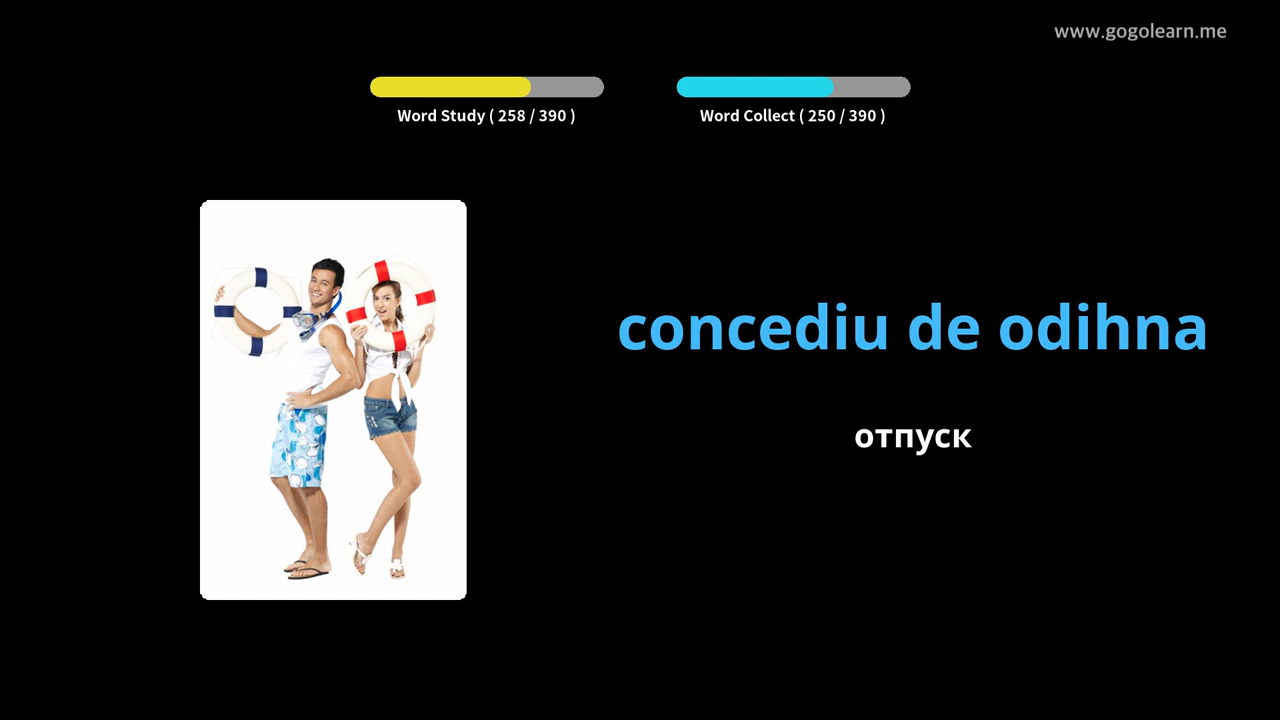 www.gogolearn.me
Word Study ( 258 / 390 )
Word Collect ( 250 / 390 )
concediu de odihna
отпуск